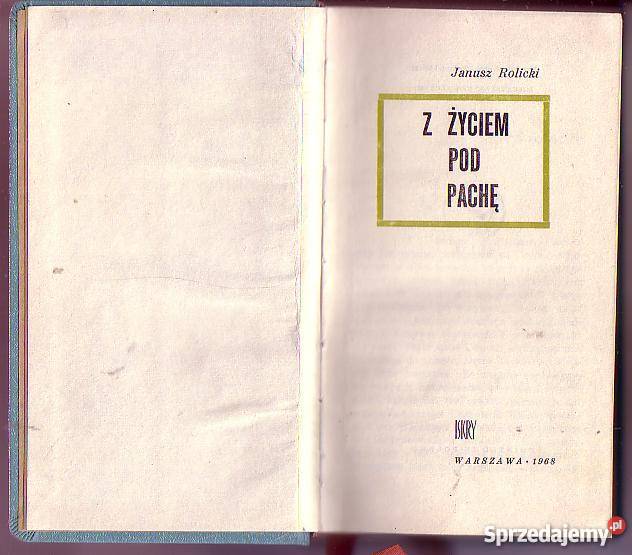 Janusz Rolicki
Z ŻYCIEM
POD
PACHĘ
ISKRY
WARSZAWA · 1968
Sprzedajemy.pl